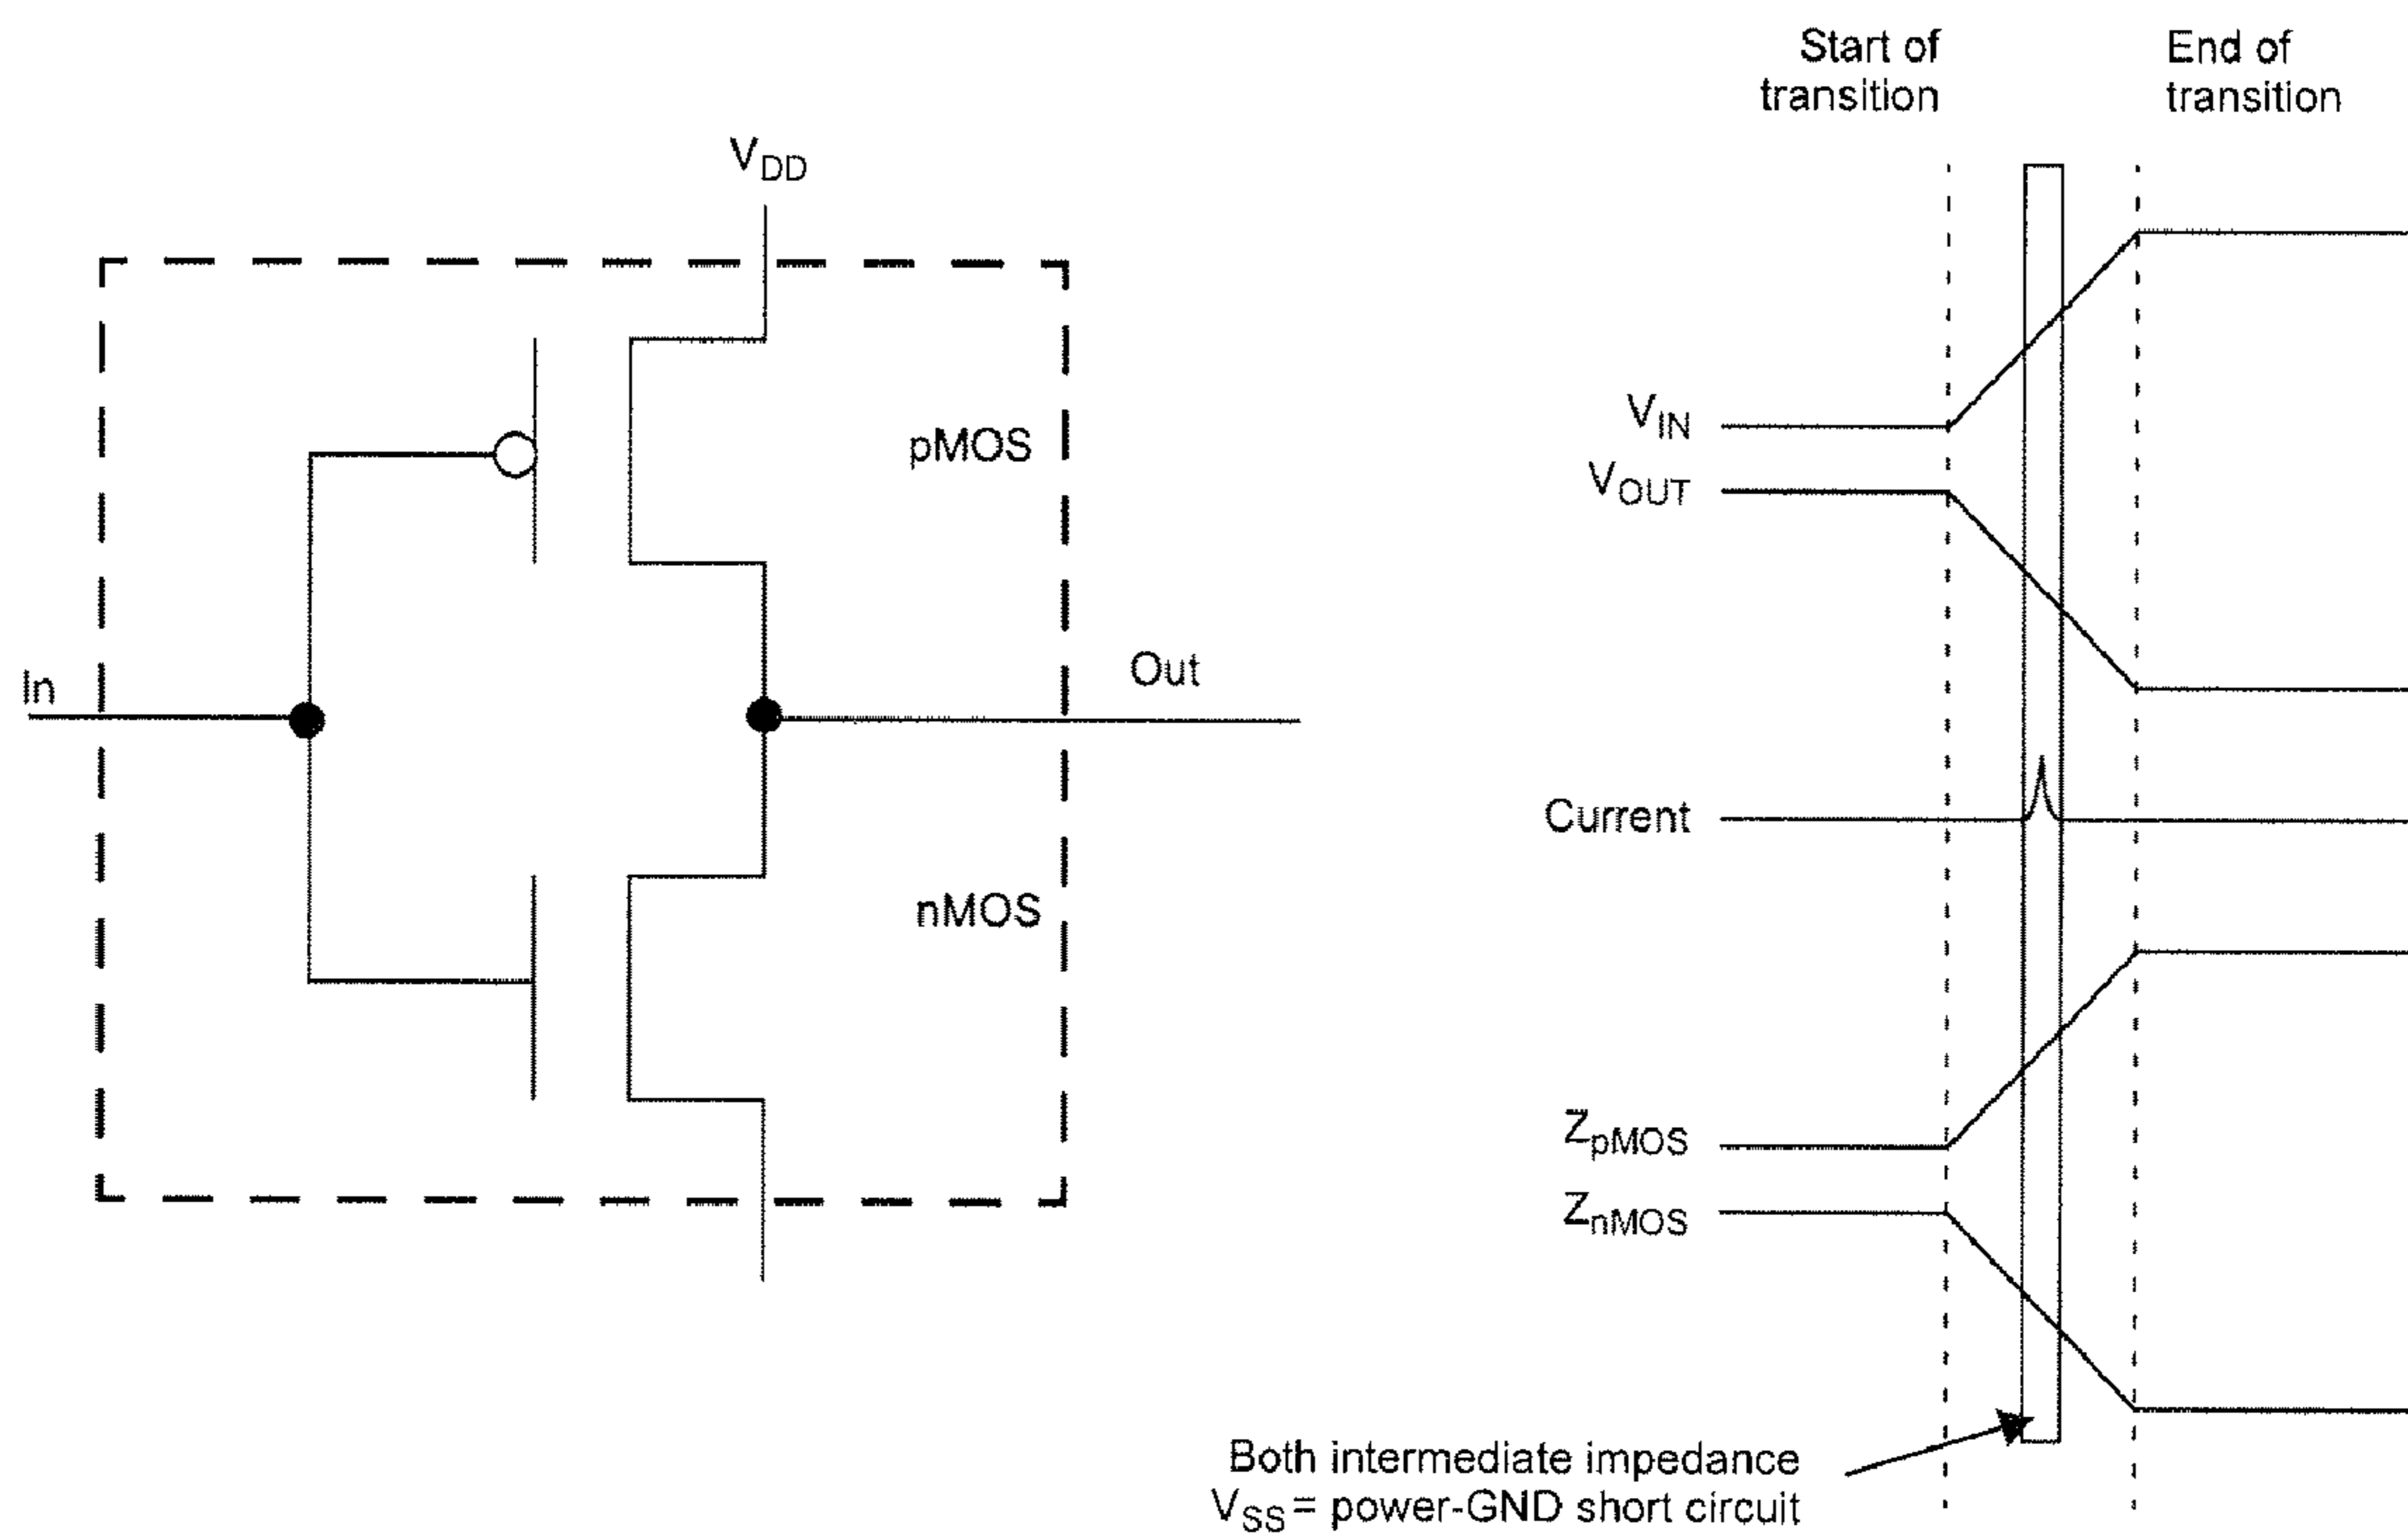 Start of
transition
End of
transition
VDD
pMOS
In
Out
nMOS
VIN
VOUT
Current
ZpMOS
ZnMOS
Both intermediate impedance
VSS = power-GND short circuit